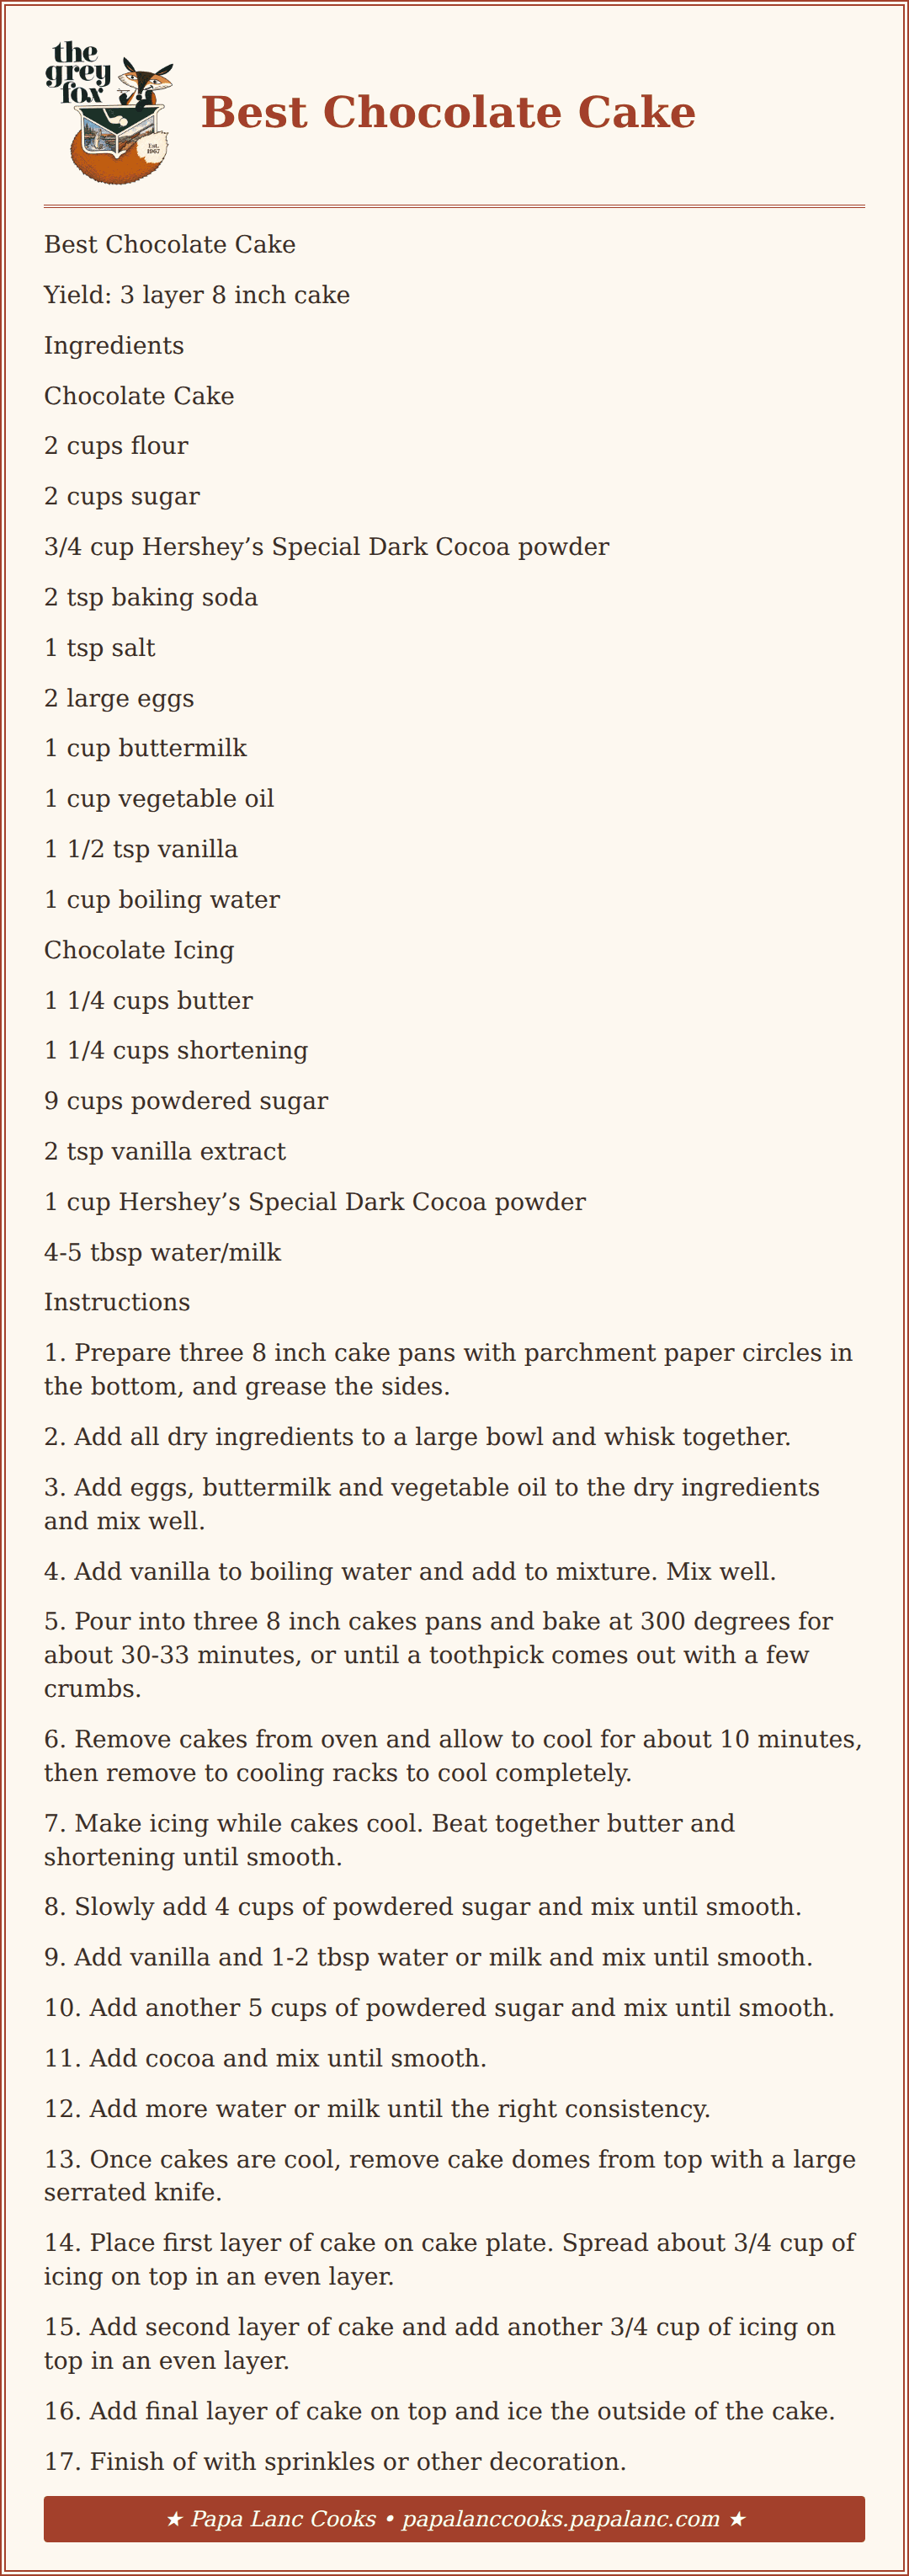 the
grey
fox
Est.
1967
Best Chocolate Cake
Best Chocolate Cake
Yield: 3 layer 8 inch cake
Ingredients
Chocolate Cake
2 cups flour
2 cups sugar
3/4 cup Hershey’s Special Dark Cocoa powder
2 tsp baking soda
1 tsp salt
2 large eggs
1 cup buttermilk
1 cup vegetable oil
1 1/2 tsp vanilla
1 cup boiling water
Chocolate Icing
1 1/4 cups butter
1 1/4 cups shortening
9 cups powdered sugar
2 tsp vanilla extract
1 cup Hershey’s Special Dark Cocoa powder
4-5 tbsp water/milk
Instructions
1. Prepare three 8 inch cake pans with parchment paper circles in
the bottom, and grease the sides.
2. Add all dry ingredients to a large bowl and whisk together.
3. Add eggs, buttermilk and vegetable oil to the dry ingredients
and mix well.
4. Add vanilla to boiling water and add to mixture. Mix well.
5. Pour into three 8 inch cakes pans and bake at 300 degrees for
about 30-33 minutes, or until a toothpick comes out with a few
crumbs.
6. Remove cakes from oven and allow to cool for about 10 minutes,
then remove to cooling racks to cool completely.
7. Make icing while cakes cool. Beat together butter and
shortening until smooth.
8. Slowly add 4 cups of powdered sugar and mix until smooth.
9. Add vanilla and 1-2 tbsp water or milk and mix until smooth.
10. Add another 5 cups of powdered sugar and mix until smooth.
11. Add cocoa and mix until smooth.
12. Add more water or milk until the right consistency.
13. Once cakes are cool, remove cake domes from top with a large
serrated knife.
14. Place first layer of cake on cake plate. Spread about 3/4 cup of
icing on top in an even layer.
15. Add second layer of cake and add another 3/4 cup of icing on
top in an even layer.
16. Add final layer of cake on top and ice the outside of the cake.
17. Finish of with sprinkles or other decoration.
★ Papa Lanc Cooks • papalanccooks.papalanc.com ★